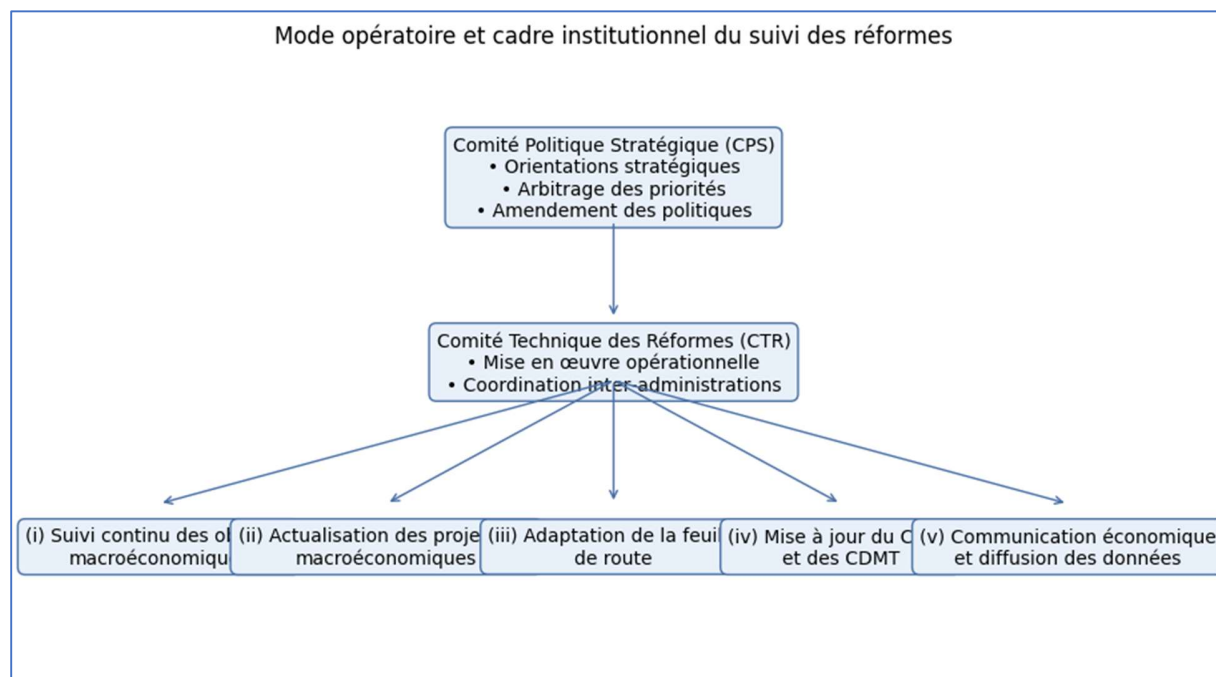 Mode opératoire et cadre institutionnel du suivi des réformes
Comité Politique Stratégique (CPS)
• Orientations stratégiques
• Arbitrage des priorités
• Amendement des politiques
Comité Technique des Réformes (CTR)
• Mise en œuvre opérationnelle
• Coordination inter-administrations
(i) Suivi continu des
macroéconomiqu
(ii) Actualisation des proje
macroéconomiques
(iii) Adaptation de la feuil
de route
(iv) Mise à jour du
et des CDMT
(v) Communication économique
et diffusion des données